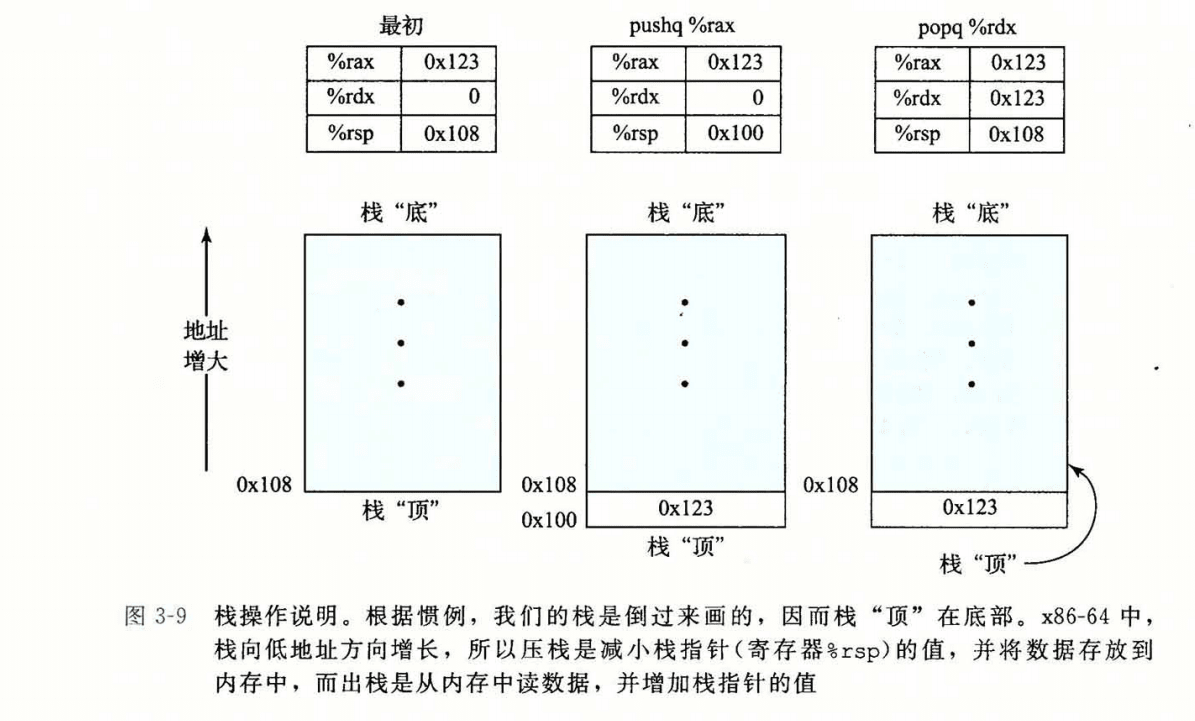 最初
%rax 0x123
%rdx 0
%rsp 0x108
pushq %rax
%rax 0x123
%rdx 0
%rsp 0x100
popq %rdx
%rax 0x123
%rdx 0x123
%rsp 0x108
地址
增大
栈“底”
0x108
栈“顶”
栈“底”
0x108
0x123
0x100
栈“顶”
栈“底”
0x108
0x123
栈“顶”
图 3-9 栈操作说明。根据惯例，我们的栈是倒过来画的，因而栈“顶”在底部。x86-64 中，
栈向低地址方向增长，所以压栈是减小栈指针(寄存器%rsp)的值，并将数据存放到
内存中，而出栈是从内存中读数据，并增加栈指针的值